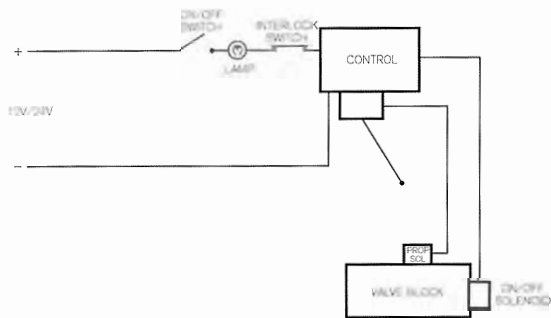 ON/OFF
SWITCH
INTERLOCK
SWITCH
+
LAMP
CONTROL
12V/24V
-
PROP
SOL
VALVE BLOCK
ON/OFF
SOLENOID